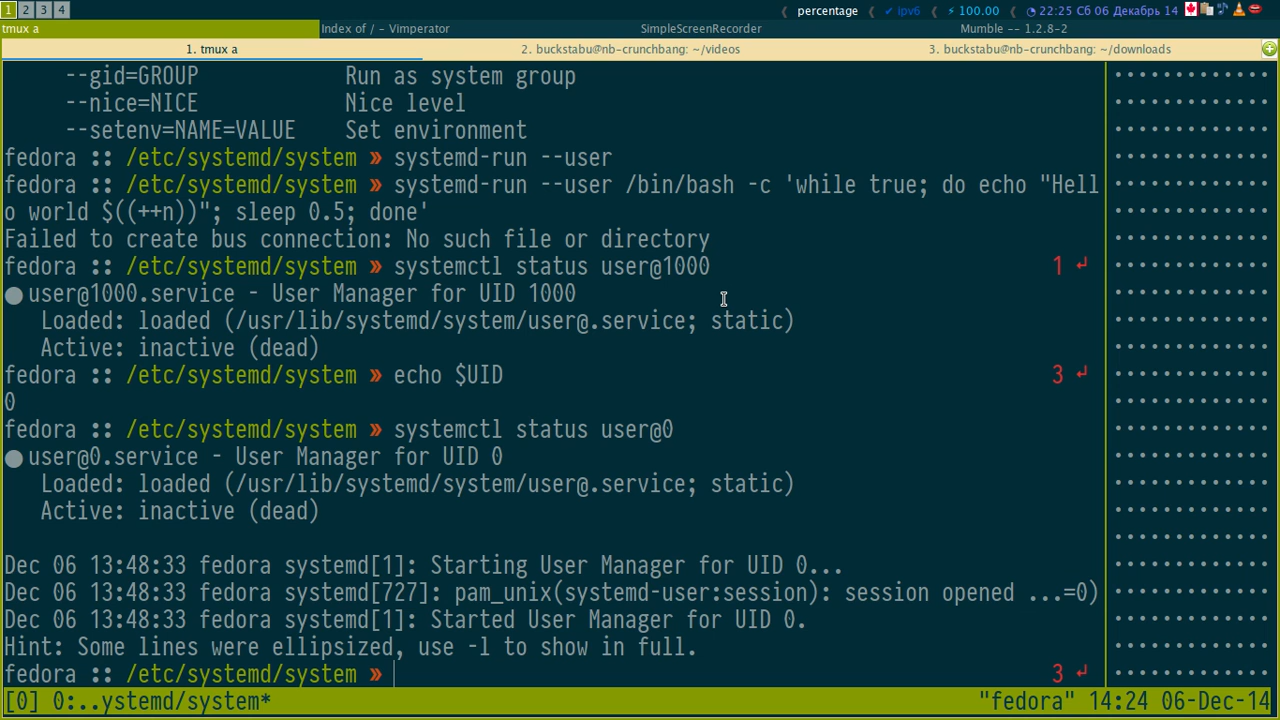 1 2 3 4 percentage ✔ ipv6 ⚡ 100.00 22:25 Сб 06 Декабрь 14
tmux a Index of / - Vimperator SimpleScreenRecorder Mumble -- 1.2.8-2
1. tmux a 2. buckstabu@nb-crunchbang: ~/videos 3. buckstabu@nb-crunchbang: ~/downloads
--gid=GROUP Run as system group
--nice=NICE Nice level
--setenv=NAME=VALUE Set environment
fedora :: /etc/systemd/system » systemd-run --user
fedora :: /etc/systemd/system » systemd-run --user /bin/bash -c 'while true; do echo "Hell
o world $((++n))"; sleep 0.5; done'
Failed to create bus connection: No such file or directory
fedora :: /etc/systemd/system » systemctl status user@1000 1 ↵
● user@1000.service - User Manager for UID 1000
Loaded: loaded (/usr/lib/systemd/system/user@.service; static)
Active: inactive (dead)
fedora :: /etc/systemd/system » echo $UID 3 ↵
0
fedora :: /etc/systemd/system » systemctl status user@0
● user@0.service - User Manager for UID 0
Loaded: loaded (/usr/lib/systemd/system/user@.service; static)
Active: inactive (dead)
Dec 06 13:48:33 fedora systemd[1]: Starting User Manager for UID 0...
Dec 06 13:48:33 fedora systemd[727]: pam_unix(systemd-user:session): session opened ...=0)
Dec 06 13:48:33 fedora systemd[1]: Started User Manager for UID 0.
Hint: Some lines were ellipsized, use -l to show in full.
fedora :: /etc/systemd/system » 3 ↵
[0] 0:..ystemd/system* "fedora" 14:24 06-Dec-14